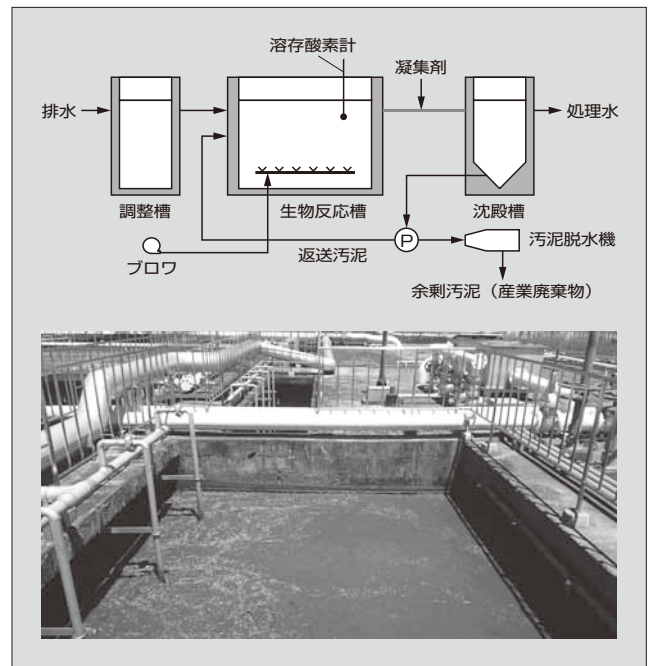 溶存酸素計
凝集剤
排水
処理水
調整槽
生物反応槽
沈殿槽
P
汚泥脱水機
ブロワ
返送汚泥
余剰汚泥（産業廃棄物）